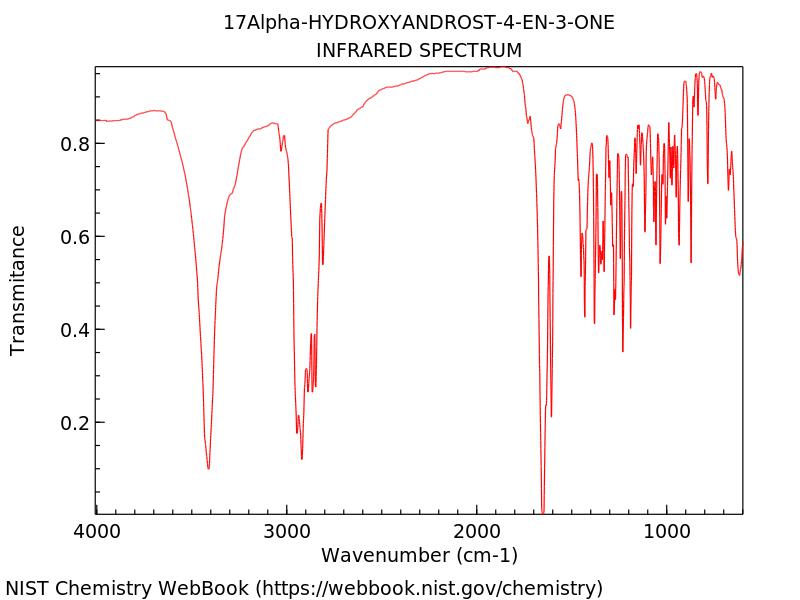 17Alpha-HYDROXYANDROST-4-EN-3-ONE
INFRARED SPECTRUM
0.8
0.6
0.4
0.2
Transmitance
4000 3000 2000 1000
Wavenumber (cm-1)
NIST Chemistry WebBook (https://webbook.nist.gov/chemistry)